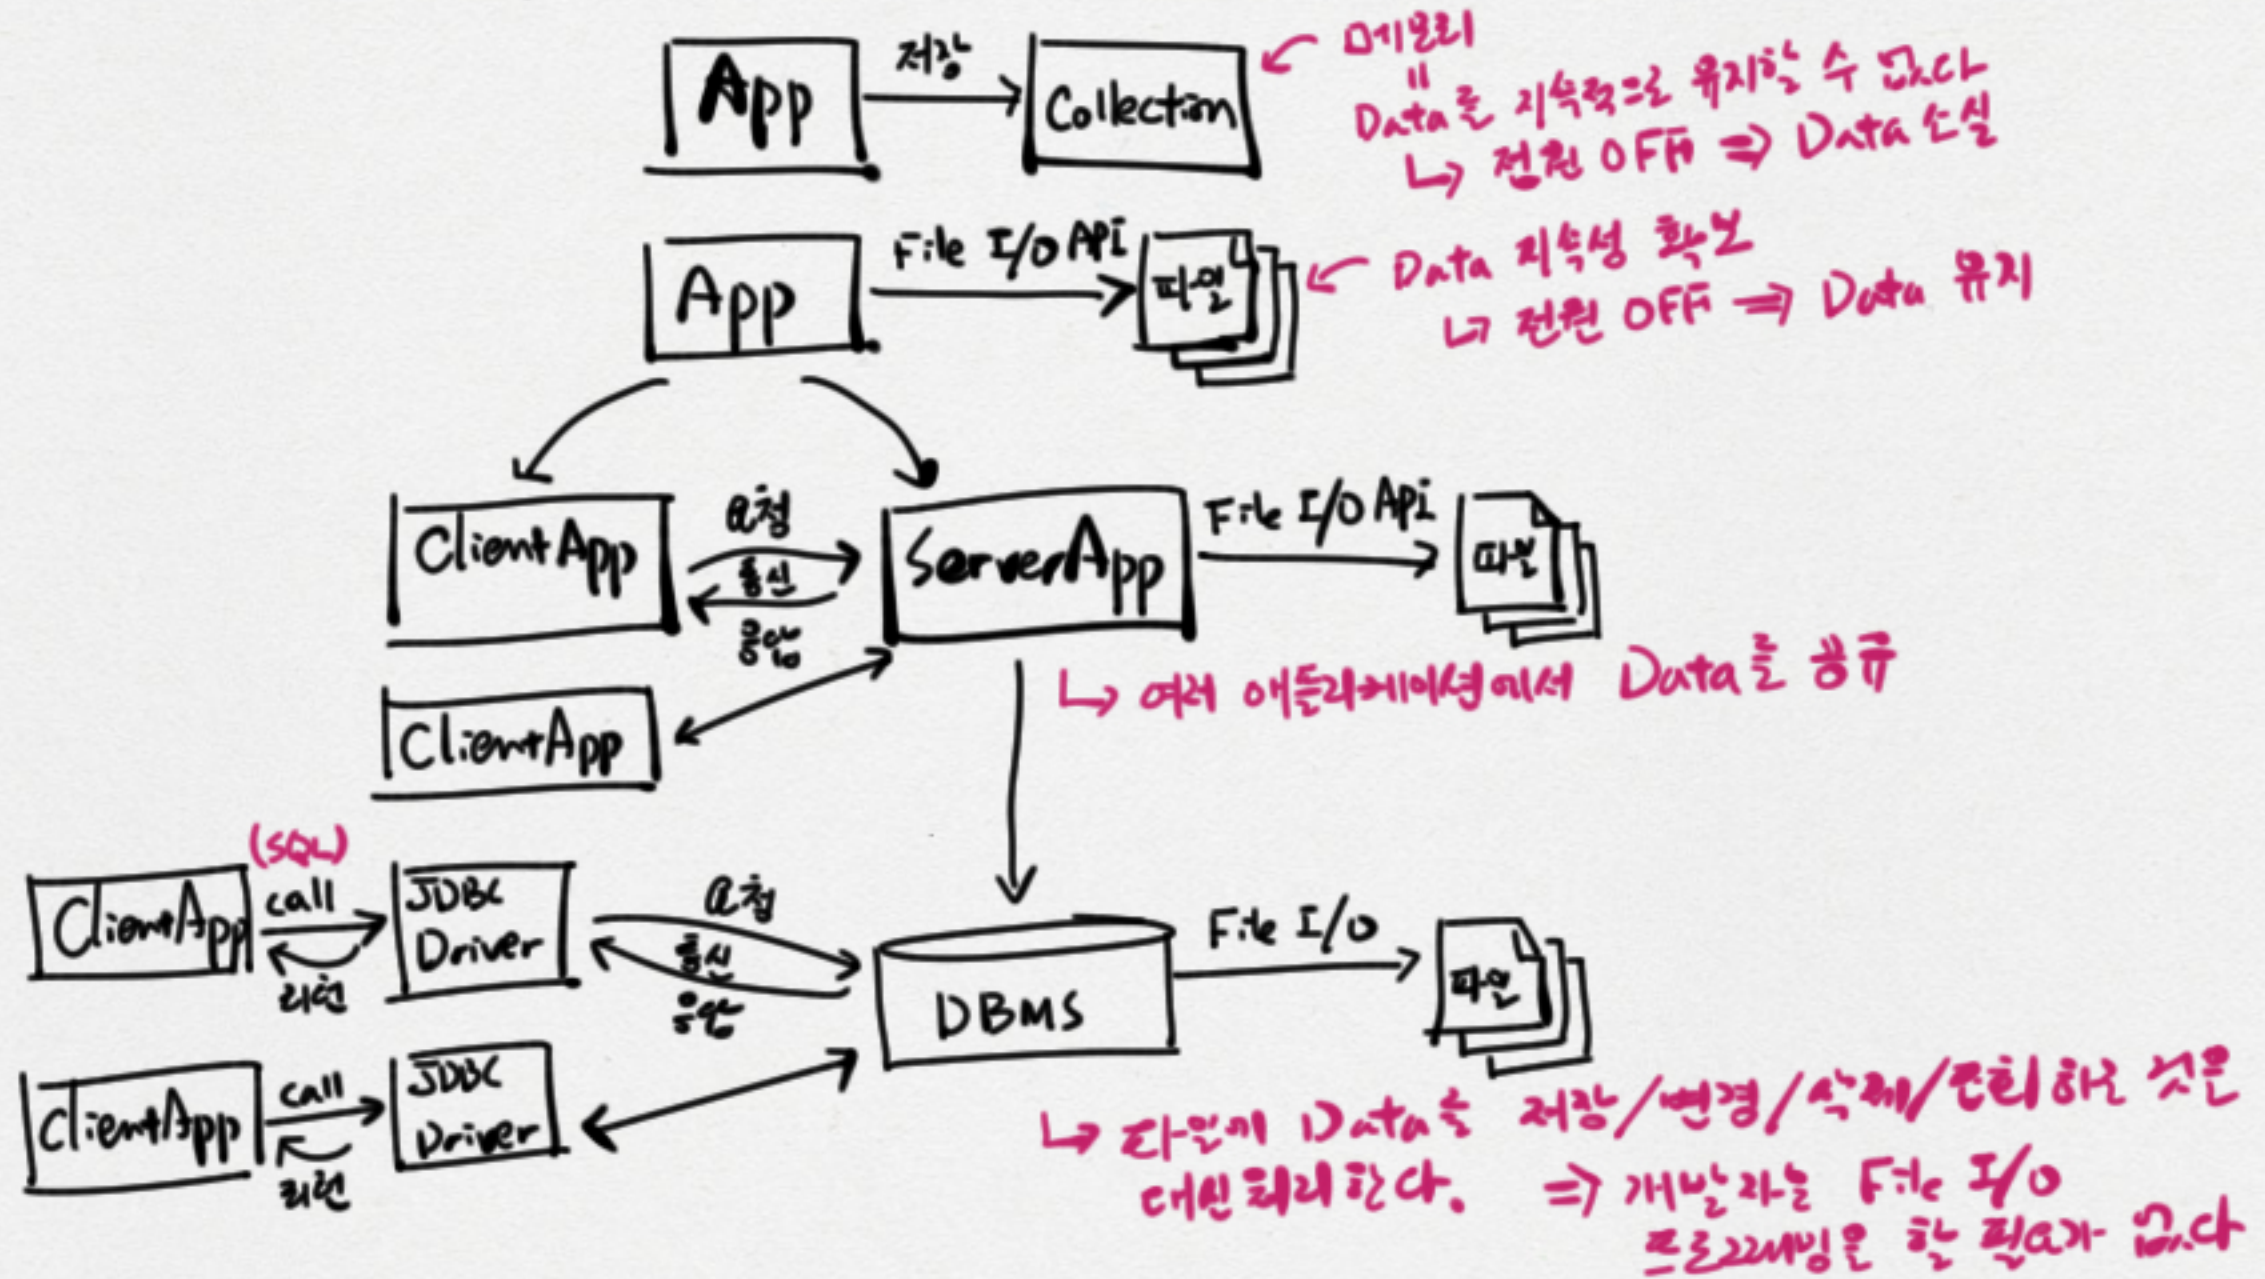 App
저장
Collection
메모리
=
Data를 지속적으로 유지할 수 없다
↳ 전원 OFF ⇒ Data 소실
App
File I/O API
파일
Data 지속성 확보
↳ 전원 OFF ⇒ Data 유지
ClientApp
요청
통신
응답
ServerApp
File I/O Api
파일
↳ 여러 애플리케이션에서 Data를 공유
ClientApp
(SQL)
ClientApp
call
리턴
JDBC
Driver
요청
통신
응답
DBMS
File I/O
파일
ClientApp
call
리턴
JDBC
Driver
↳ 파일에 Data를 저장/변경/삭제/조회 하는 것은
대신 처리한다. ⇒ 개발자는 File I/O
프로그래밍을 할 필요가 없다